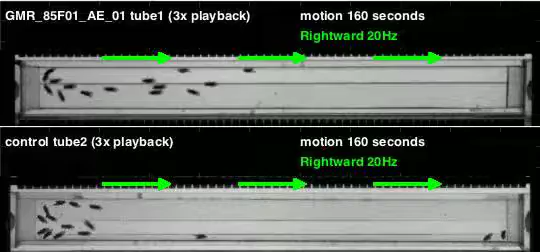 GMR_85F01_AE_01 tube1 (3x playback)
motion 160 seconds
Rightward 20Hz
control tube2 (3x playback)
motion 160 seconds
Rightward 20Hz